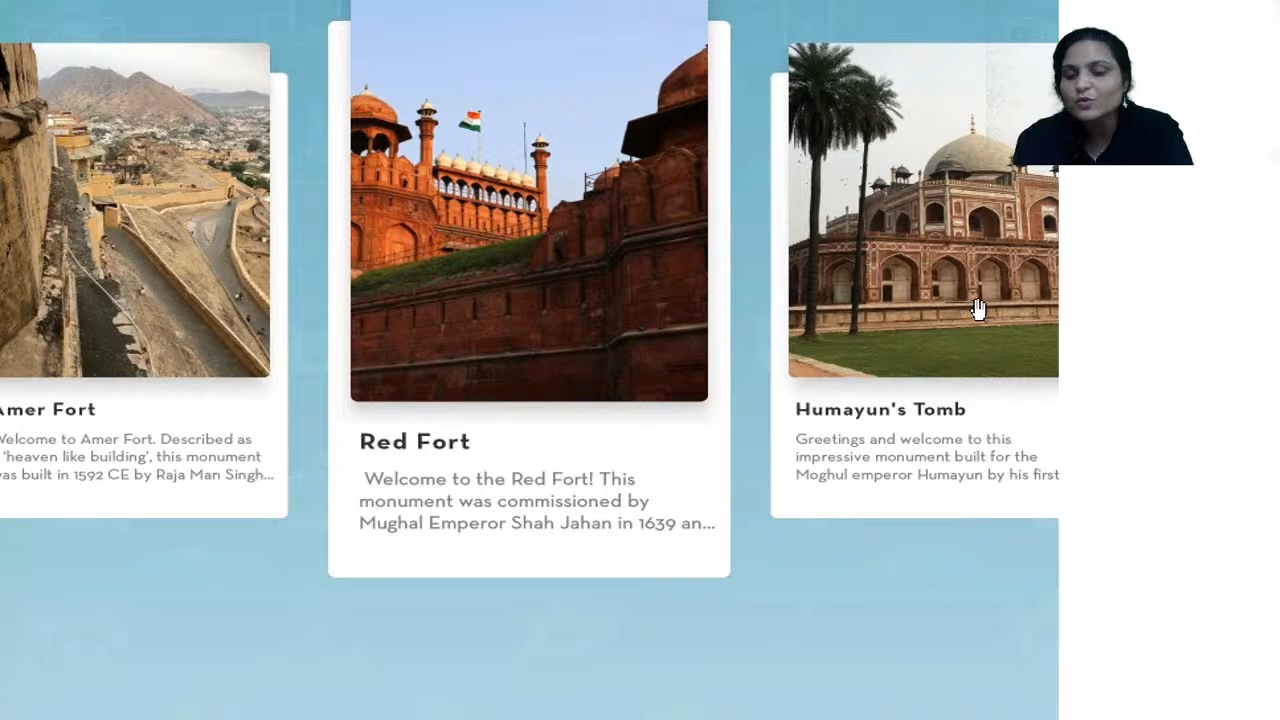 Amer Fort
Welcome to Amer Fort. Described as
'heaven like building', this monument
was built in 1592 CE by Raja Man Singh...
Red Fort
Welcome to the Red Fort! This
monument was commissioned by
Mughal Emperor Shah Jahan in 1639 an...
Humayun's Tomb
Greetings and welcome to this
impressive monument built for the
Moghul emperor Humayun by his first